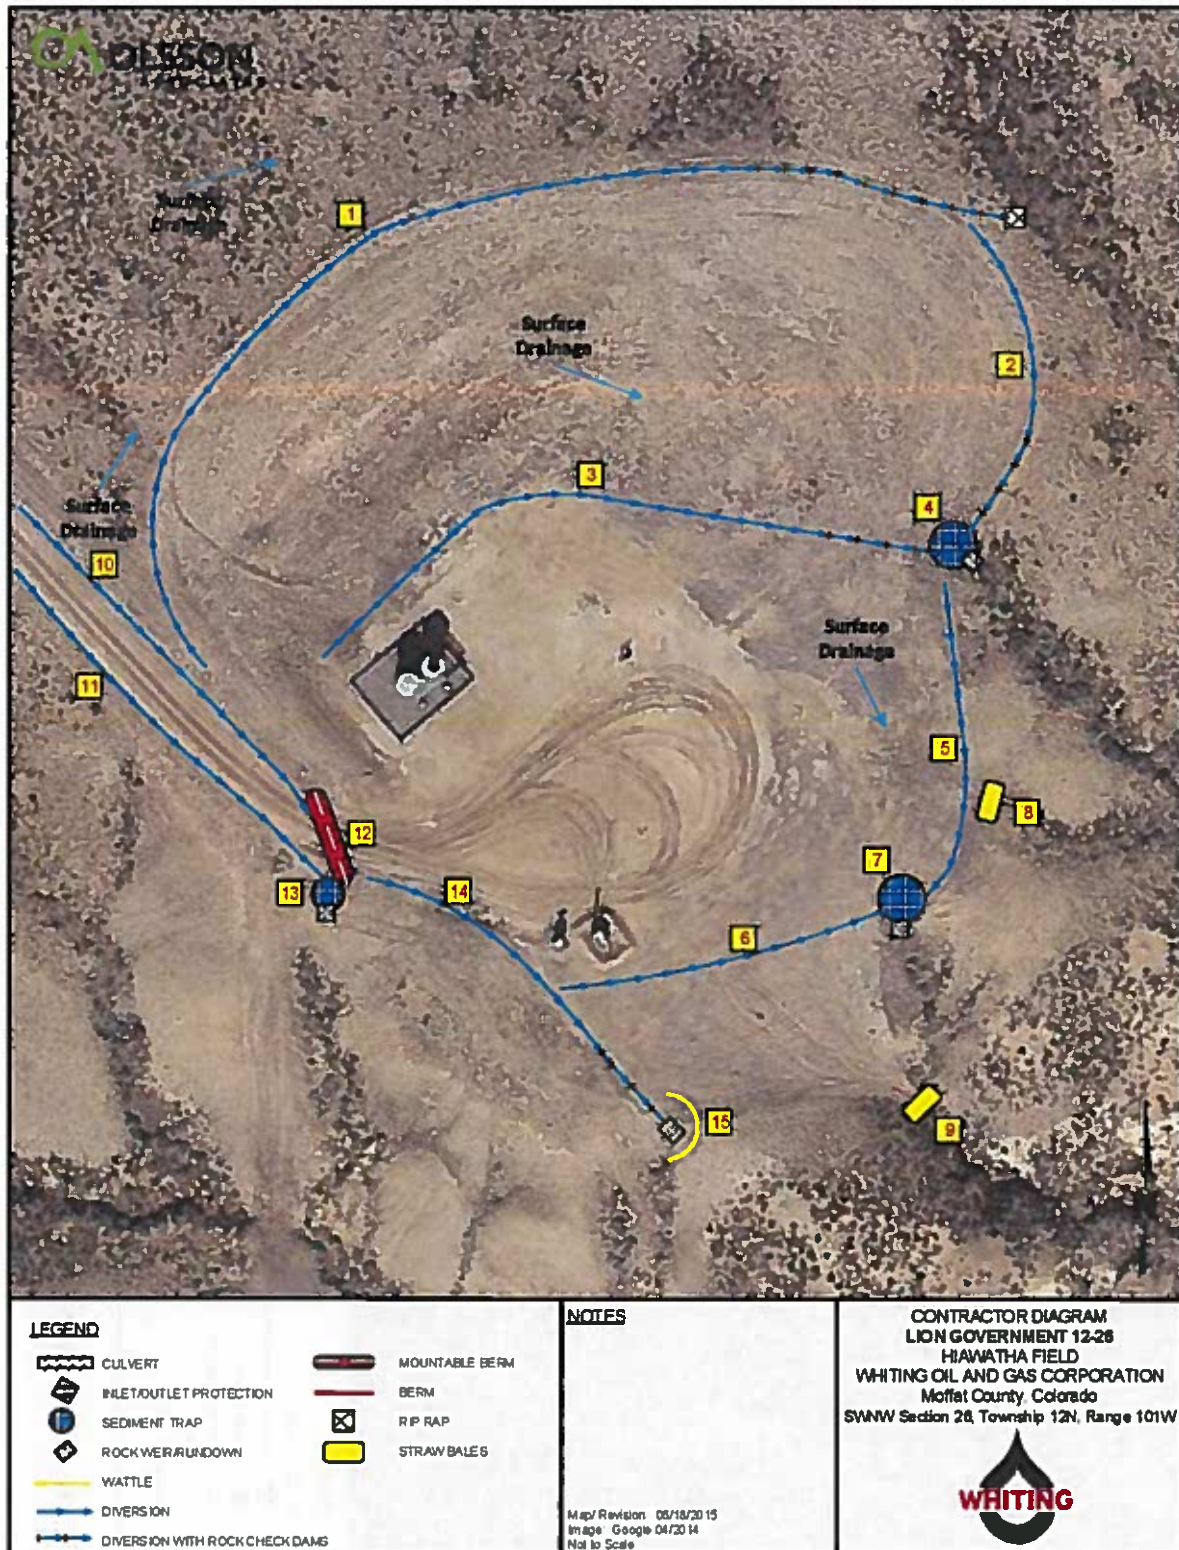 OLSSON
ASSOCIATES
Surface
Drainage
1
Surface
Drainage
2
3
4
Surface
Drainage
10
Surface
Drainage
11
5
8
12
7
13
14
6
15
9
LEGEND
CULVERT
INLET/OUTLET PROTECTION
SEDIMENT TRAP
ROCK WEIR/RUNDOWN
WATTLE
DIVERSION
DIVERSION WITH ROCK CHECK DAMS
MOUNTABLE BERM
BERM
RIP RAP
STRAW BALES
NOTES
Map/ Revision: 06/18/2015
Image: Google 04/2014
Not to Scale
CONTRACTOR DIAGRAM
LION GOVERNMENT 12-26
HIAWATHA FIELD
WHITING OIL AND GAS CORPORATION
Moffat County, Colorado
SWNW Section 26, Township 12N, Range 101W
WHITING